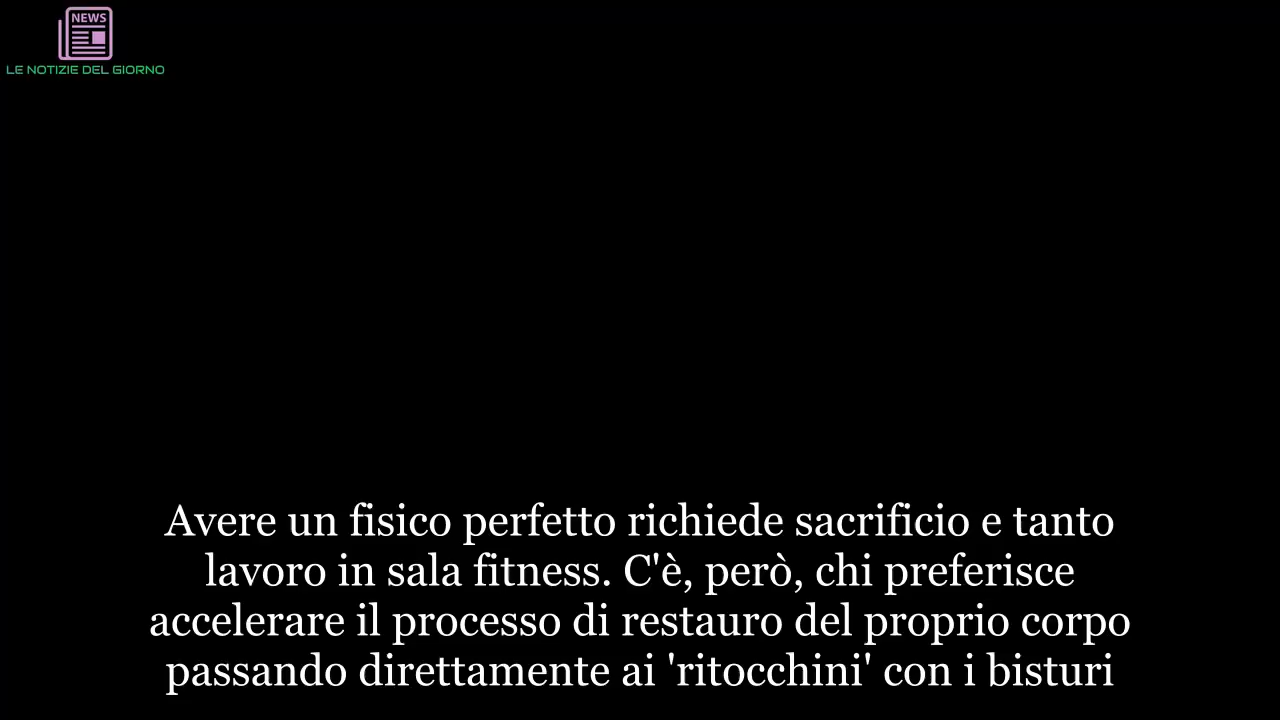 NEWS
LE NOTIZIE DEL GIORNO
Avere un fisico perfetto richiede sacrificio e tanto
lavoro in sala fitness. C'è, però, chi preferisce
accelerare il processo di restauro del proprio corpo
passando direttamente ai 'ritocchini' con i bisturi